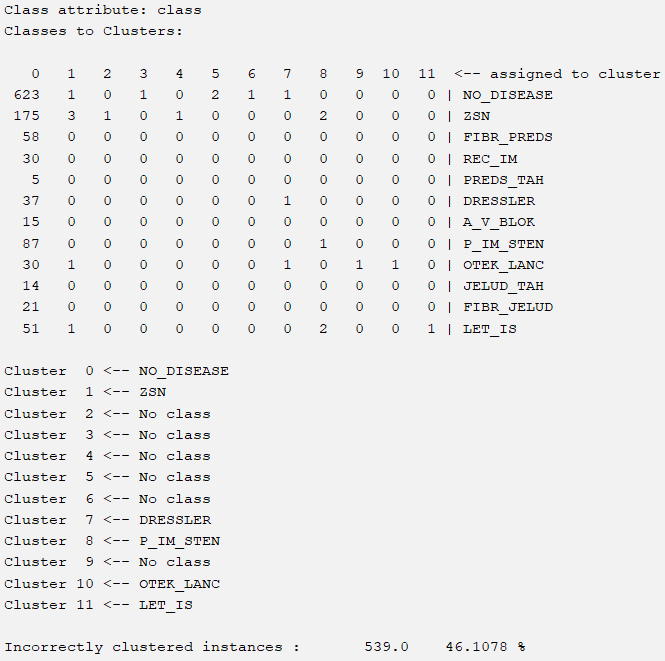 Class attribute: class
Classes to Clusters:
0 1 2 3 4 5 6 7 8 9 10 11 <-- assigned to cluster
623 1 0 1 0 2 1 1 0 0 0 0 | NO_DISEASE
175 3 1 0 1 0 0 0 2 0 0 0 | ZSN
58 0 0 0 0 0 0 0 0 0 0 0 | FIBR_PREDS
30 0 0 0 0 0 0 0 0 0 0 0 | REC_IM
5 0 0 0 0 0 0 0 0 0 0 0 | PREDS_TAH
37 0 0 0 0 0 0 1 0 0 0 0 | DRESSLER
15 0 0 0 0 0 0 0 0 0 0 0 | A_V_BLOK
87 0 0 0 0 0 0 0 1 0 0 0 | P_IM_STEN
30 1 0 0 0 0 0 1 0 1 1 0 | OTEK_LANC
14 0 0 0 0 0 0 0 0 0 0 0 | JELUD_TAH
21 0 0 0 0 0 0 0 0 0 0 0 | FIBR_JELUD
51 1 0 0 0 0 0 0 2 0 0 1 | LET_IS
Cluster 0 <-- NO_DISEASE
Cluster 1 <-- ZSN
Cluster 2 <-- No class
Cluster 3 <-- No class
Cluster 4 <-- No class
Cluster 5 <-- No class
Cluster 6 <-- No class
Cluster 7 <-- DRESSLER
Cluster 8 <-- P_IM_STEN
Cluster 9 <-- No class
Cluster 10 <-- OTEK_LANC
Cluster 11 <-- LET_IS
Incorrectly clustered instances : 539.0 46.1078 %